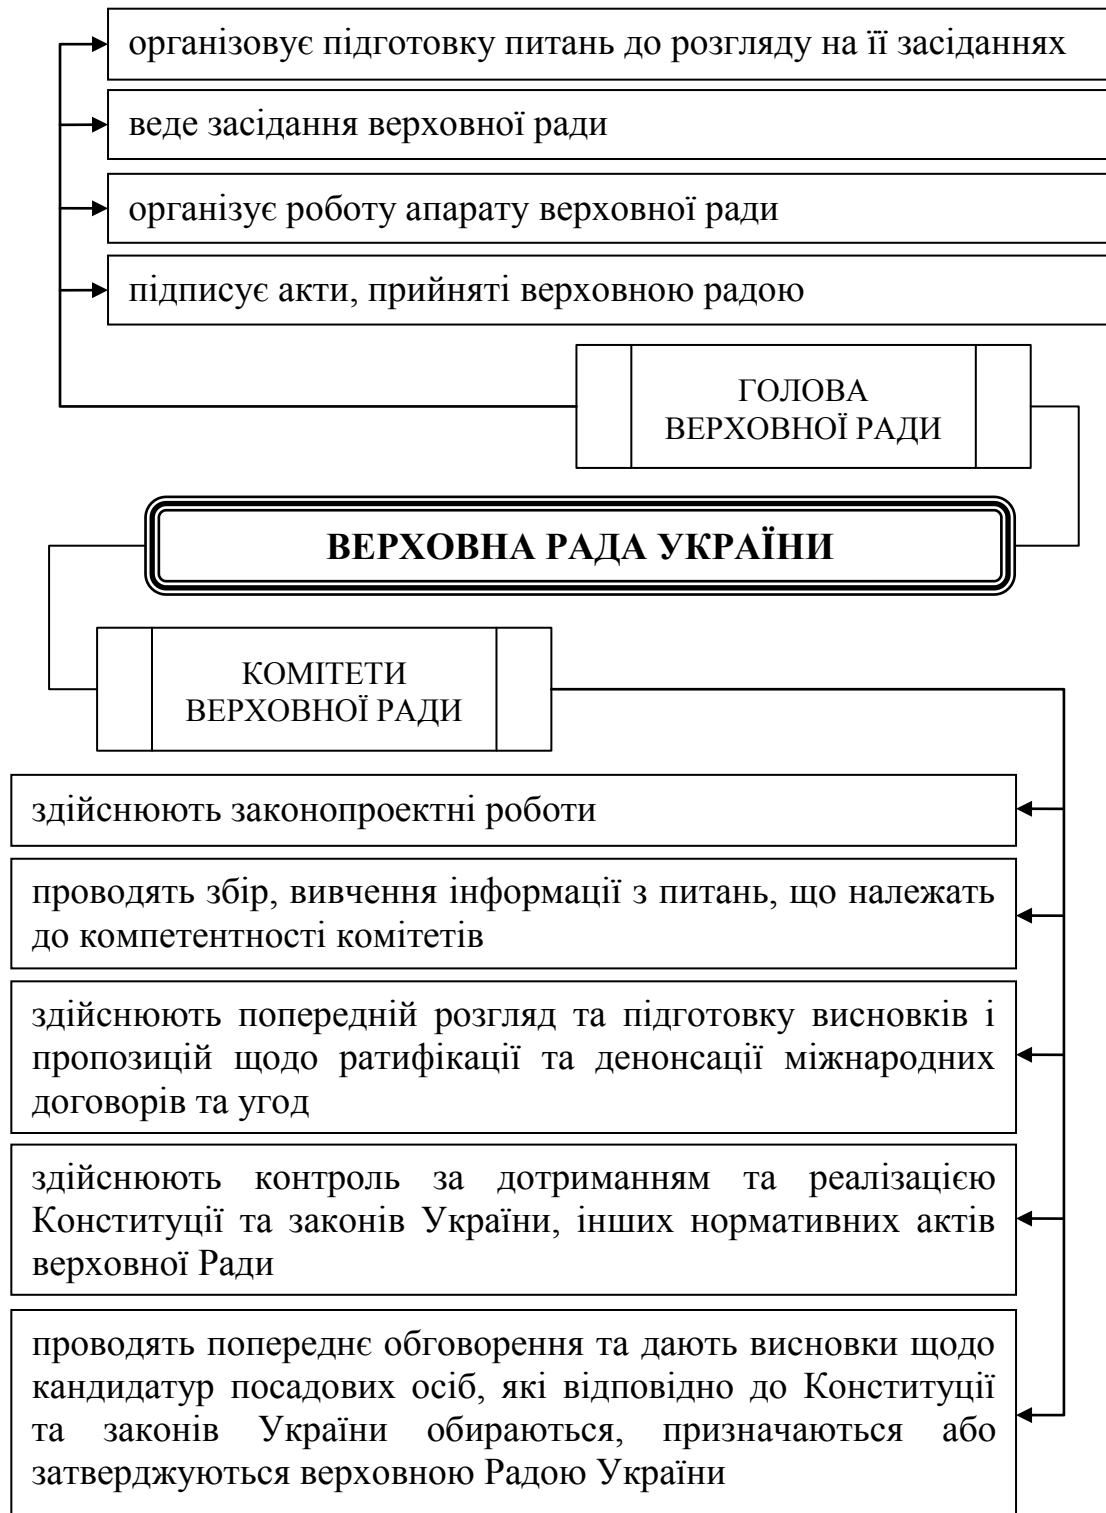 організовує підготовку питань до розгляду на її засіданнях
веде засідання верховної ради
організує роботу апарату верховної ради
підписує акти, прийняті верховною радою
ГОЛОВА
ВЕРХОВНОЇ РАДИ
ВЕРХОВНА РАДА УКРАЇНИ
КОМІТЕТИ
ВЕРХОВНОЇ РАДИ
здійснюють законопроектні роботи
проводять збір, вивчення інформації з питань, що належать
до компетентності комітетів
здійснюють попередній розгляд та підготовку висновків і
пропозицій щодо ратифікації та денонсації міжнародних
договорів та угод
здійснюють контроль за дотриманням та реалізацією
Конституції та законів України, інших нормативних актів
верховної Ради
проводять попереднє обговорення та дають висновки щодо
кандидатур посадових осіб, які відповідно до Конституції
та законів України обираються, призначаються або
затверджуються верховною Радою України